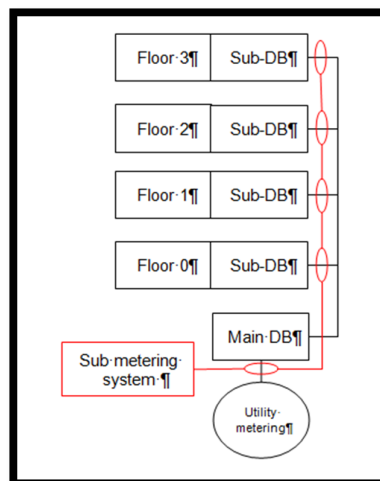 Floor·3¶ Sub-DB¶
Floor·2¶ Sub-DB¶
Floor·1¶ Sub-DB¶
Floor·0¶ Sub-DB¶
Main·DB¶
Sub·metering·
system·¶
Utility·
metering¶